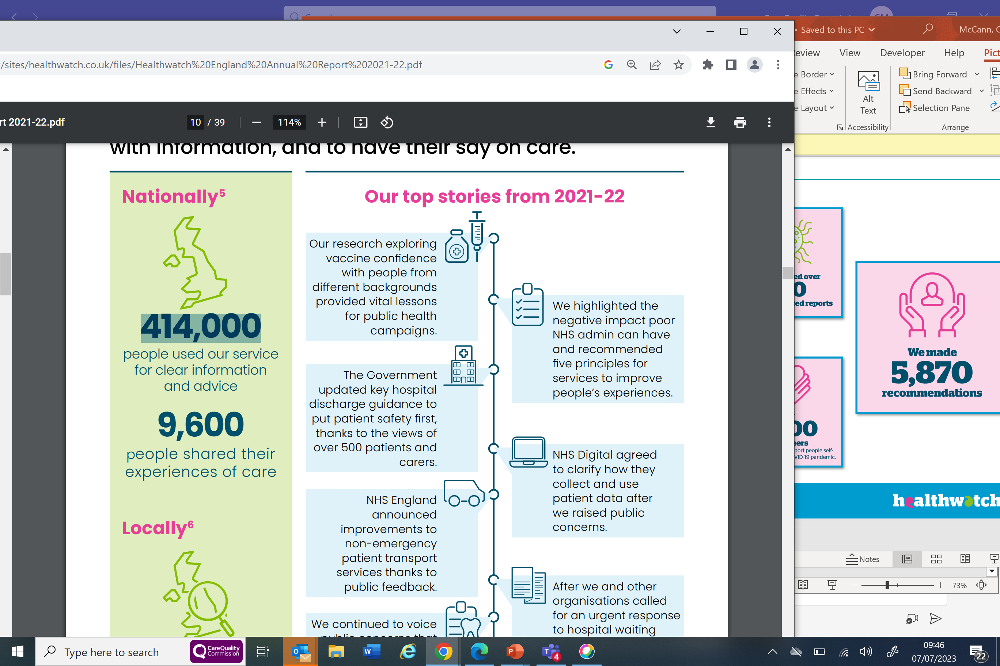 Saved to this PC
McCann, C
/sites/healthwatch.co.uk/files/Healthwatch%20England%20Annual%20Report%202021-22.pdf
eview View Developer Help Pict
e Border
e Effects
e Layout
Alt
Text
Bring Forward
Send Backward
Selection Pane
Accessibility
Arrange
rt 2021-22.pdf
10 / 39
114%
with information, and to have their say on care.
Nationally5
414,000
people used our service
for clear information
and advice
9,600
people shared their
experiences of care
Locally6
Our top stories from 2021-22
Our research exploring
vaccine confidence
with people from
different backgrounds
provided vital lessons
for public health
campaigns.
We highlighted the
negative impact poor
NHS admin can have
and recommended
five principles for
services to improve
people's experiences.
The Government
updated key hospital
discharge guidance to
put patient safety first,
thanks to the views of
over 500 patients and
carers.
NHS Digital agreed
to clarify how they
collect and use
patient data after
we raised public
concerns.
NHS England
announced
improvements to
non-emergency
patient transport
services thanks to
public feedback.
After we and other
organisations called
for an urgent response
to hospital waiting
We continued to voice
public concerns that
ed over
0
ed reports
We made
5,870
recommendations
00
eers
port people self-
VID-19 pandemic.
healthwatch
Notes
73%
Type here to search
CareQuality
Commission
4
09:46
07/07/2023
22